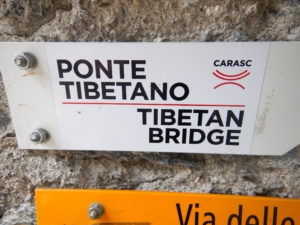 PONTE
TIBETANO
CARASC
TIBETAN
BRIDGE
Via dello